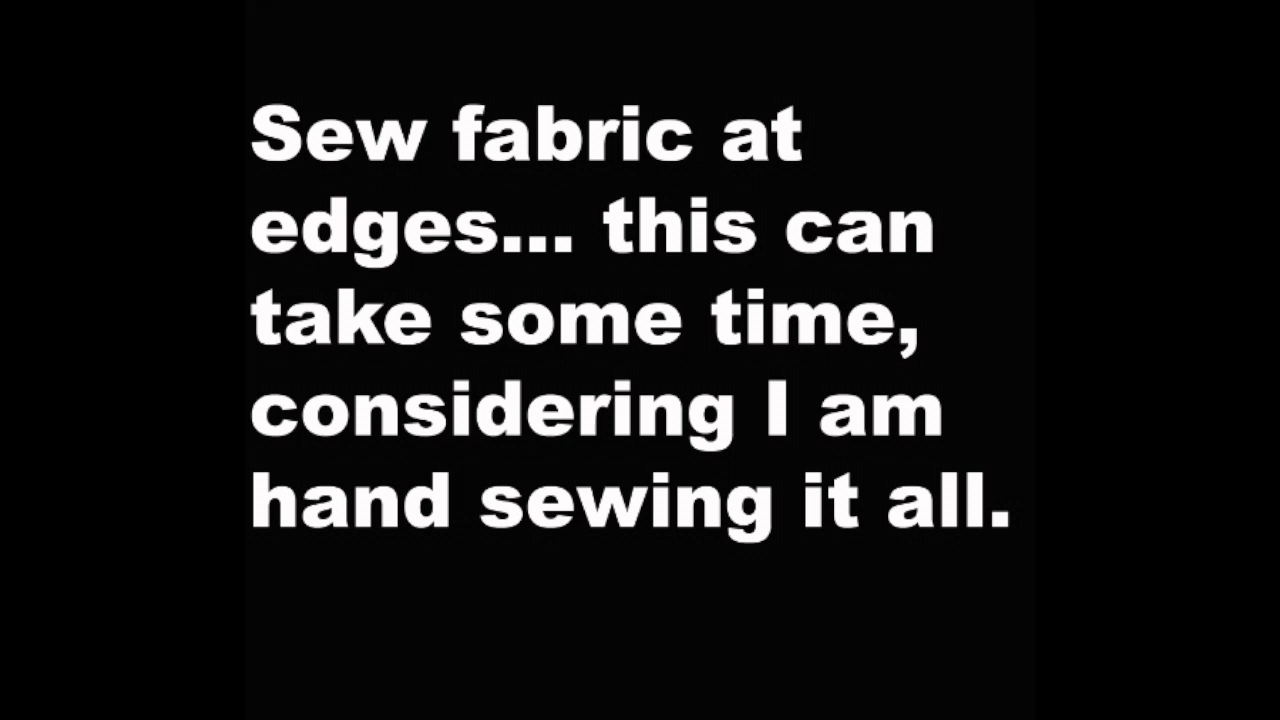 Sew fabric at
edges... this can
take some time,
considering I am
hand sewing it all.